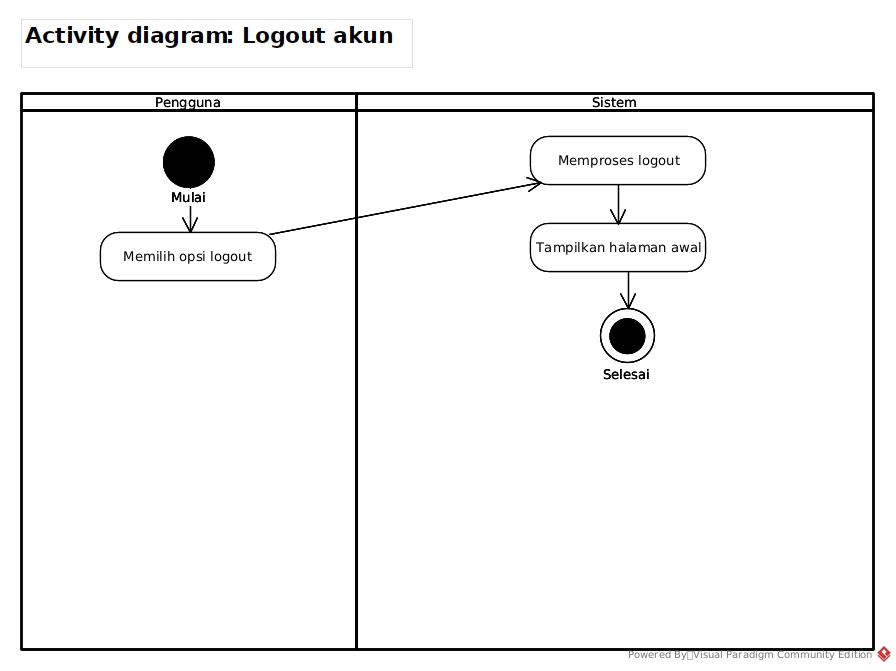 Activity diagram: Logout akun
Pengguna
Sistem
Mulai
Memilih opsi logout
Memproses logout
Tampilkan halaman awal
Selesai
Powered By Visual Paradigm Community Edition